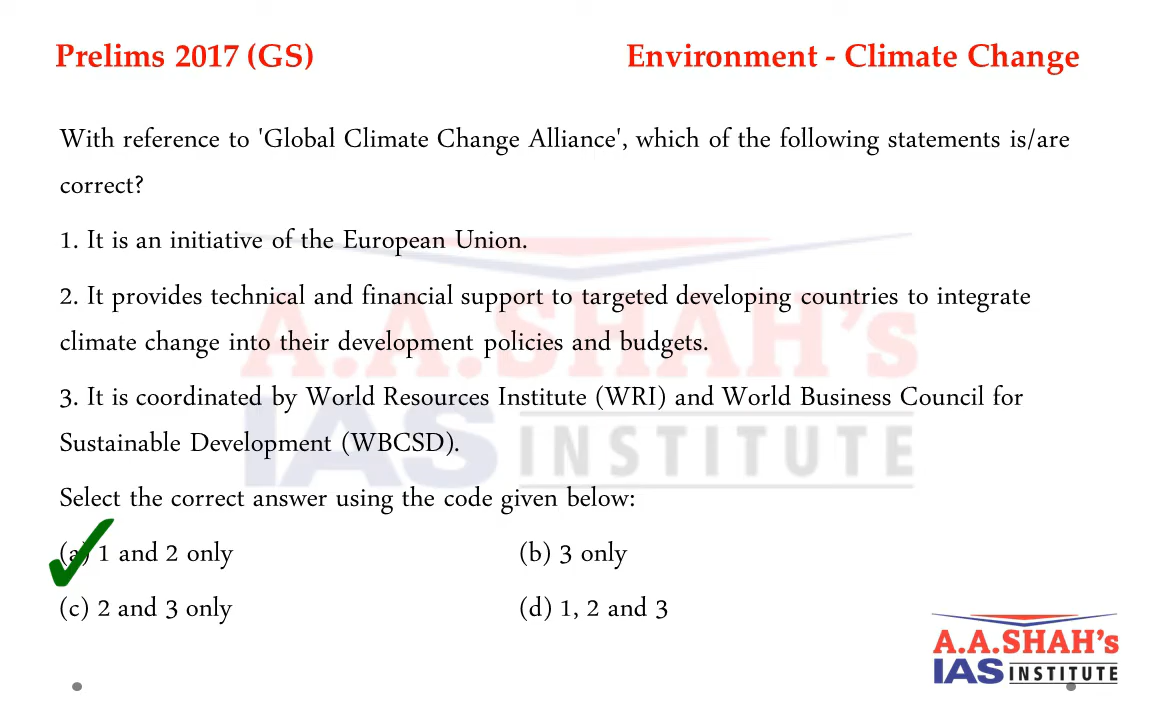 Prelims 2017 (GS)
Environment - Climate Change
With reference to 'Global Climate Change Alliance', which of the following statements is/are
correct?
1. It is an initiative of the European Union.
2. It provides technical and financial support to targeted developing countries to integrate
climate change into their development policies and budgets.
3. It is coordinated by World Resources Institute (WRI) and World Business Council for
Sustainable Development (WBCSD).
Select the correct answer using the code given below:
(a) 1 and 2 only
(b) 3 only
(c) 2 and 3 only
(d) 1, 2 and 3
A.A.SHAH's
IAS INSTITUTE
A.A.SHAH's
IAS INSTITUTE